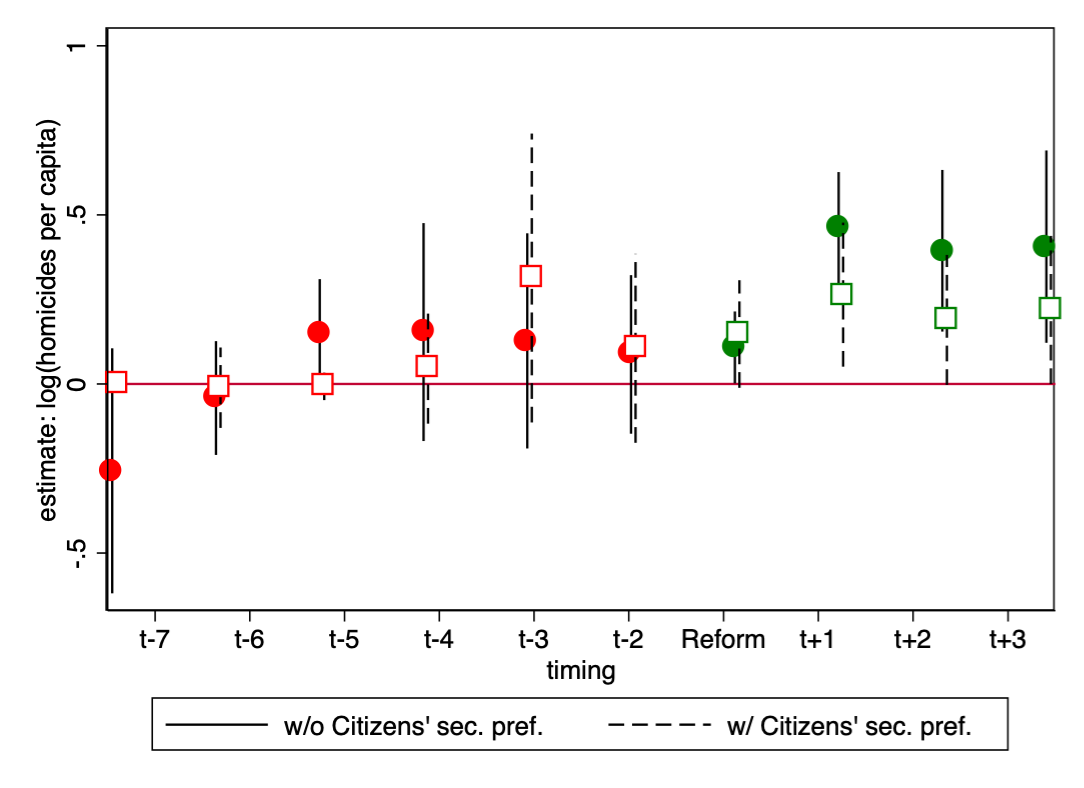 estimate: log(homicides per capita)
1
.5
0
-.5
t-7 t-6 t-5 t-4 t-3 t-2 Reform t+1 t+2 t+3
timing
w/o Citizens' sec. pref. w/ Citizens' sec. pref.